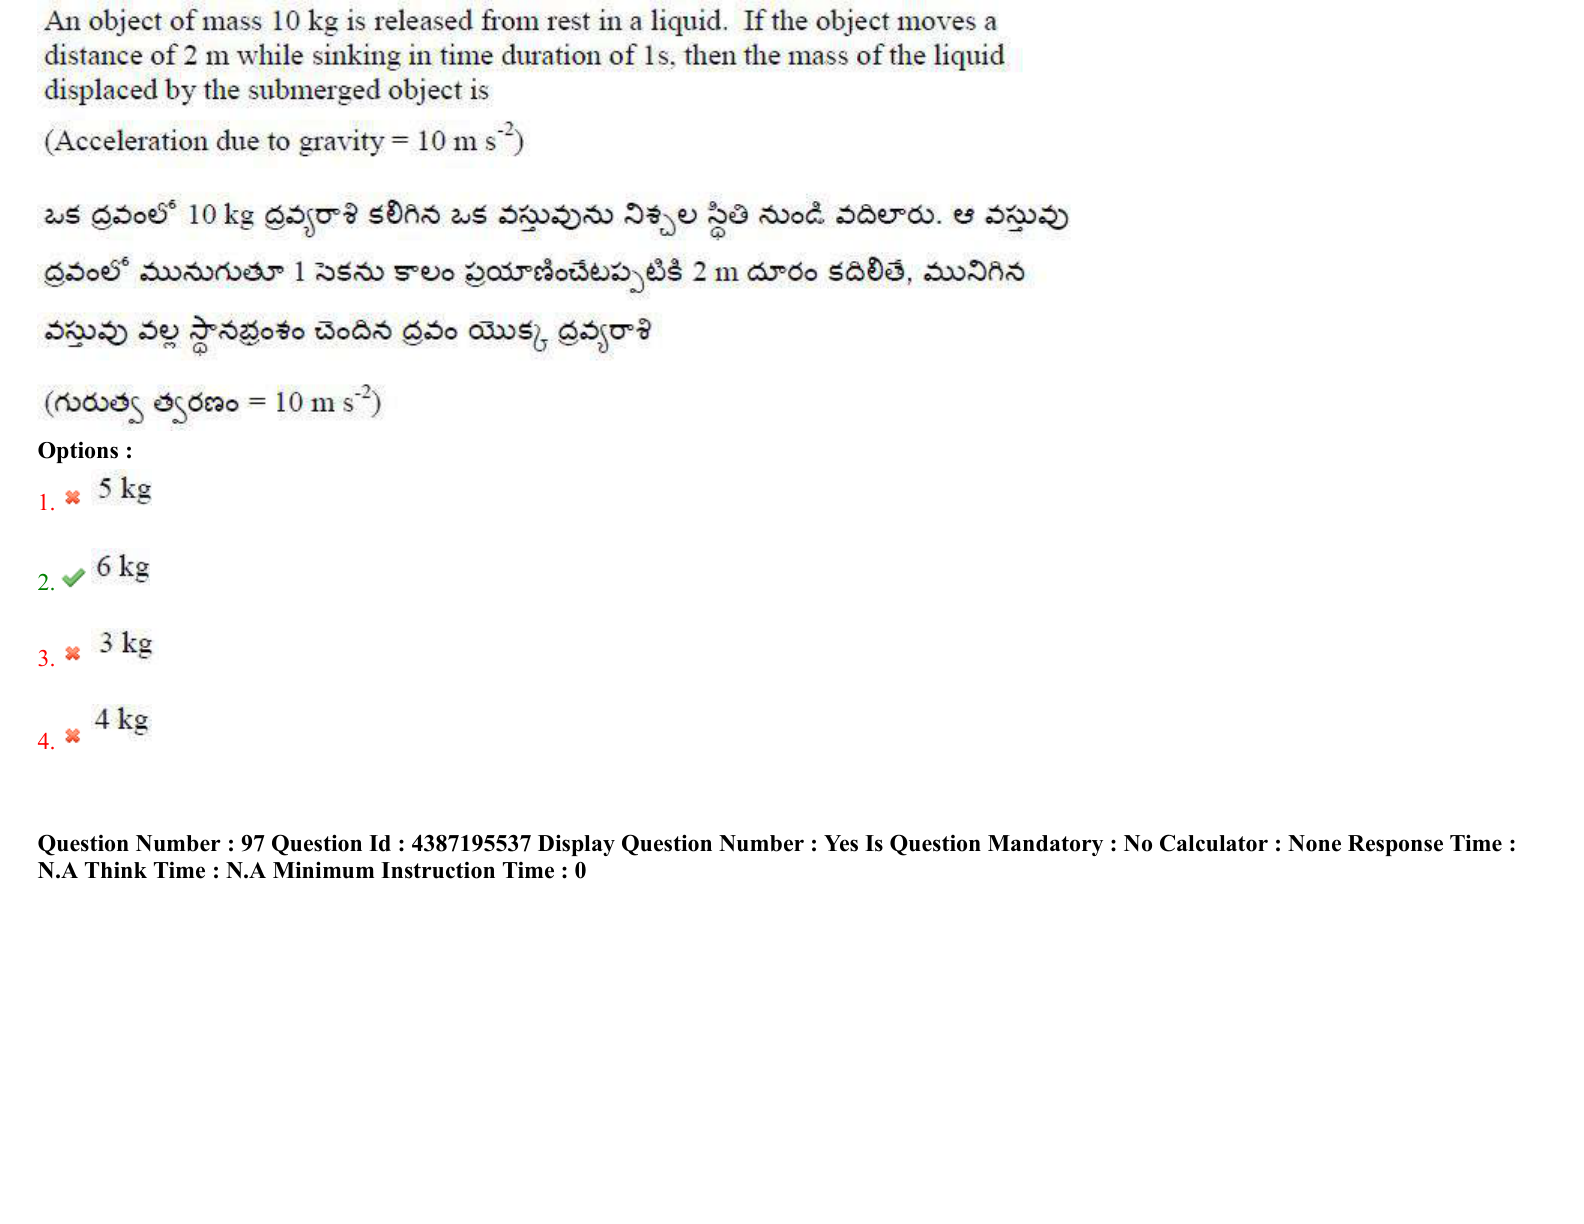 An object of mass 10 kg is released from rest in a liquid. If the object moves a
distance of 2 m while sinking in time duration of 1s, then the mass of the liquid
displaced by the submerged object is
(Acceleration due to gravity = 10 m s⁻²)
ఒక ద్రవంలో 10 kg ద్రవ్యరాశి కలిగిన ఒక వస్తువును నిశ్చల స్థితి నుండి వదిలారు. ఆ వస్తువు
ద్రవంలో మునుగుతూ 1 సెకను కాలం ప్రయాణించేటప్పటికి 2 m దూరం కదిలితే, మునిగిన
వస్తువు వల్ల స్థానభ్రంశం చెందిన ద్రవం యొక్క ద్రవ్యరాశి
(గురుత్వ త్వరణం = 10 m s⁻²)
Options :
1. ✖ 5 kg
2. ✔ 6 kg
3. ✖ 3 kg
4. ✖ 4 kg
Question Number : 97 Question Id : 4387195537 Display Question Number : Yes Is Question Mandatory : No Calculator : None Response Time :
N.A Think Time : N.A Minimum Instruction Time : 0